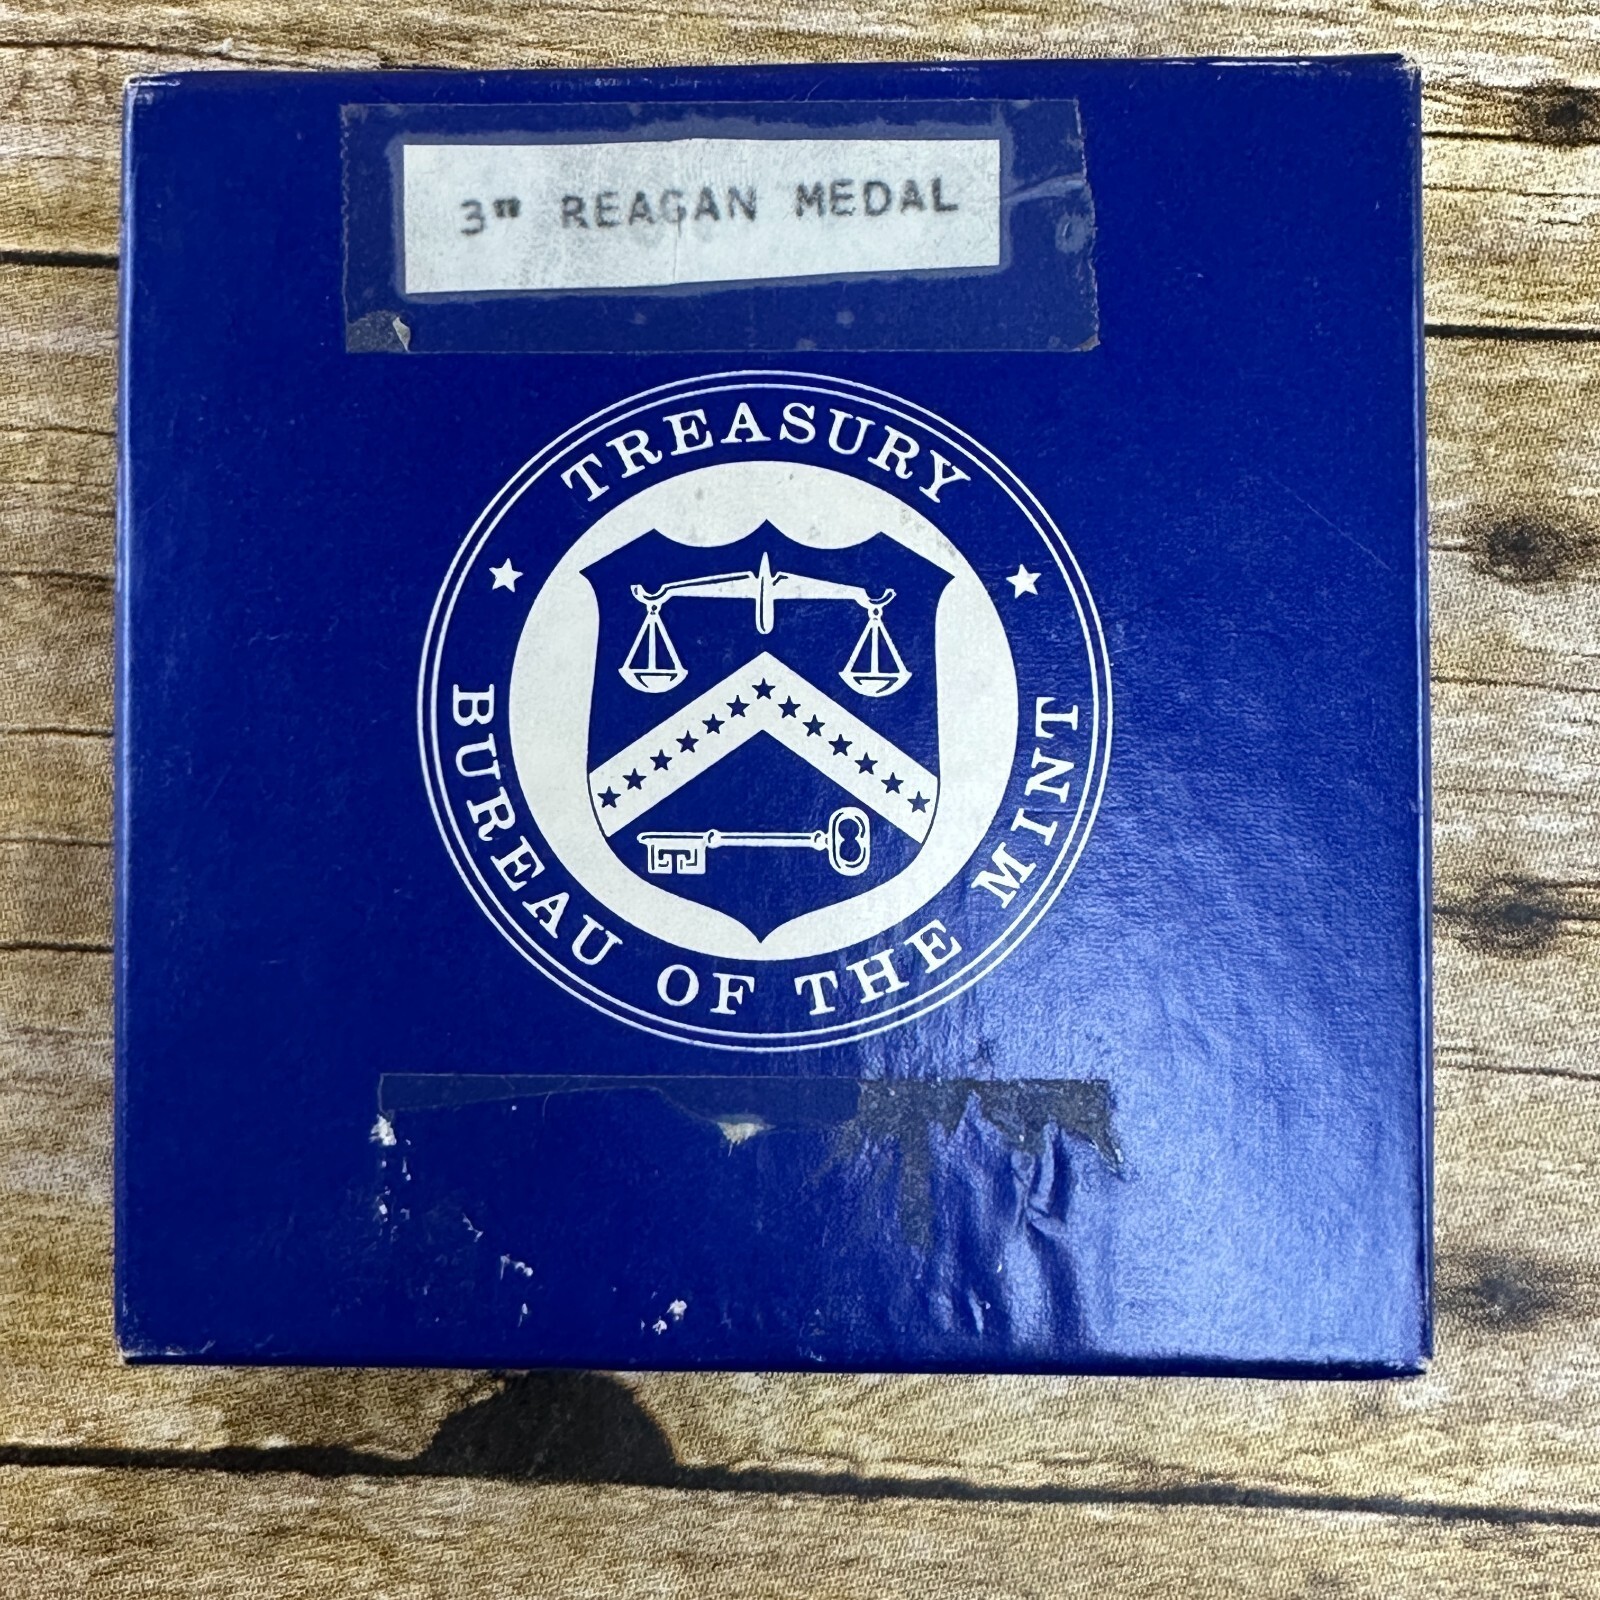 3" REAGAN MEDAL
TREASURY
BUREAU OF THE MINT